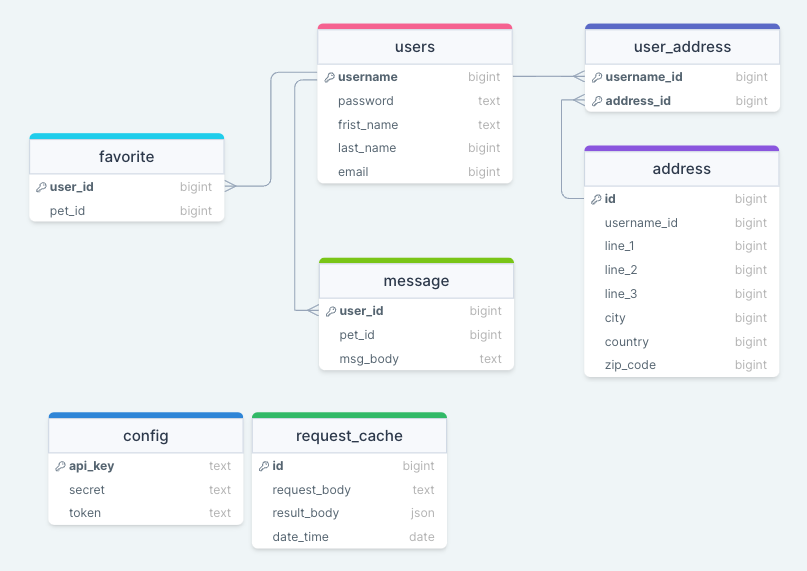 users
username bigint
password text
frist_name text
last_name bigint
email bigint
user_address
username_id bigint
address_id bigint
favorite
user_id bigint
pet_id bigint
address
id bigint
username_id bigint
line_1 bigint
line_2 bigint
line_3 bigint
city bigint
country bigint
zip_code bigint
message
user_id bigint
pet_id bigint
msg_body text
config
api_key text
secret text
token text
request_cache
id bigint
request_body text
result_body json
date_time date